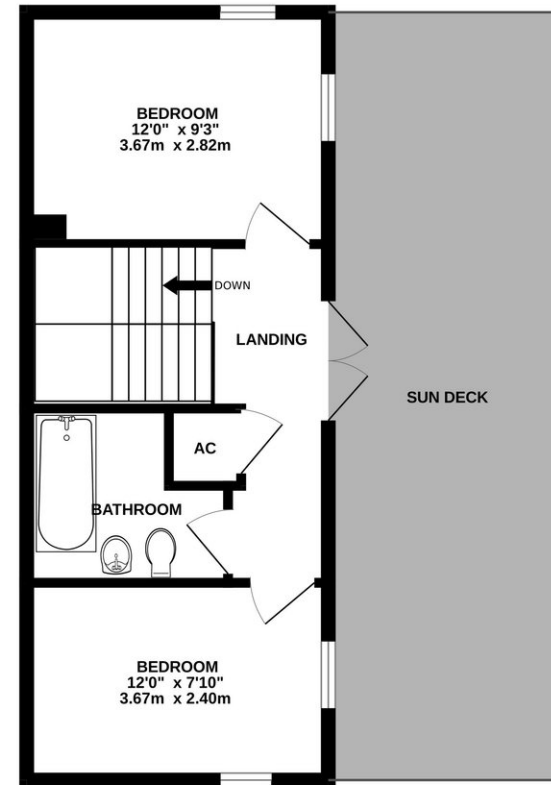 BEDROOM
12'0" x 9'3"
3.67m x 2.82m
DOWN
LANDING
SUN DECK
AC
BATHROOM
BEDROOM
12'0" x 7'10"
3.67m x 2.40m